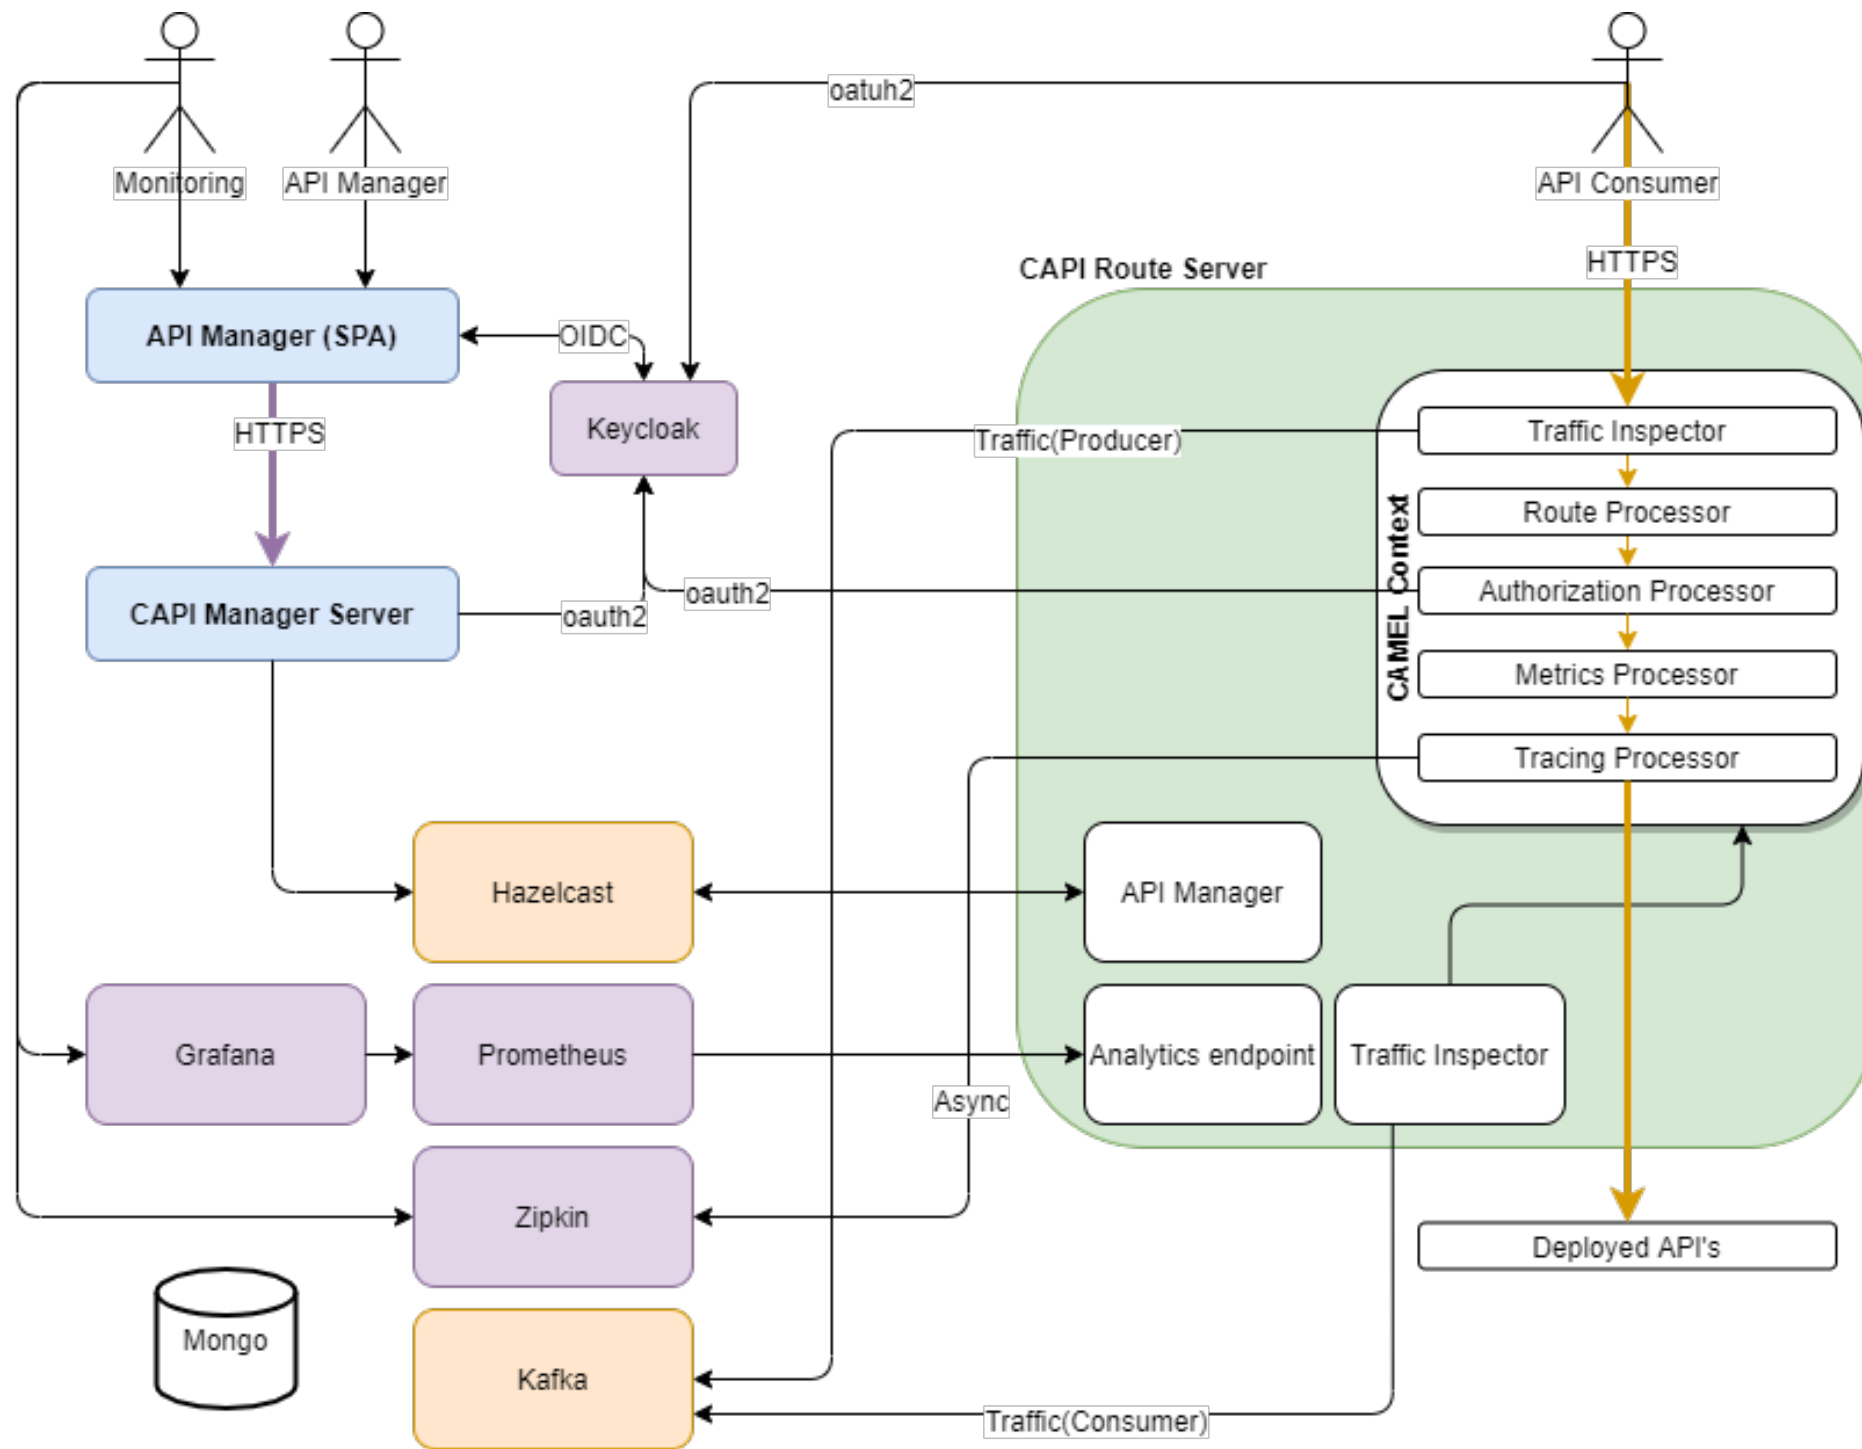 oatuh2
Monitoring
API Manager
API Consumer
HTTPS
CAPI Route Server
API Manager (SPA)
OIDC
Keycloak
HTTPS
Traffic(Producer)
Traffic Inspector
Route Processor
CAMEL Context
Authorization Processor
oauth2
CAPI Manager Server
oauth2
Metrics Processor
Tracing Processor
Hazelcast
API Manager
Grafana
Prometheus
Analytics endpoint
Traffic Inspector
Async
Zipkin
Deployed API's
Mongo
Kafka
Traffic(Consumer)